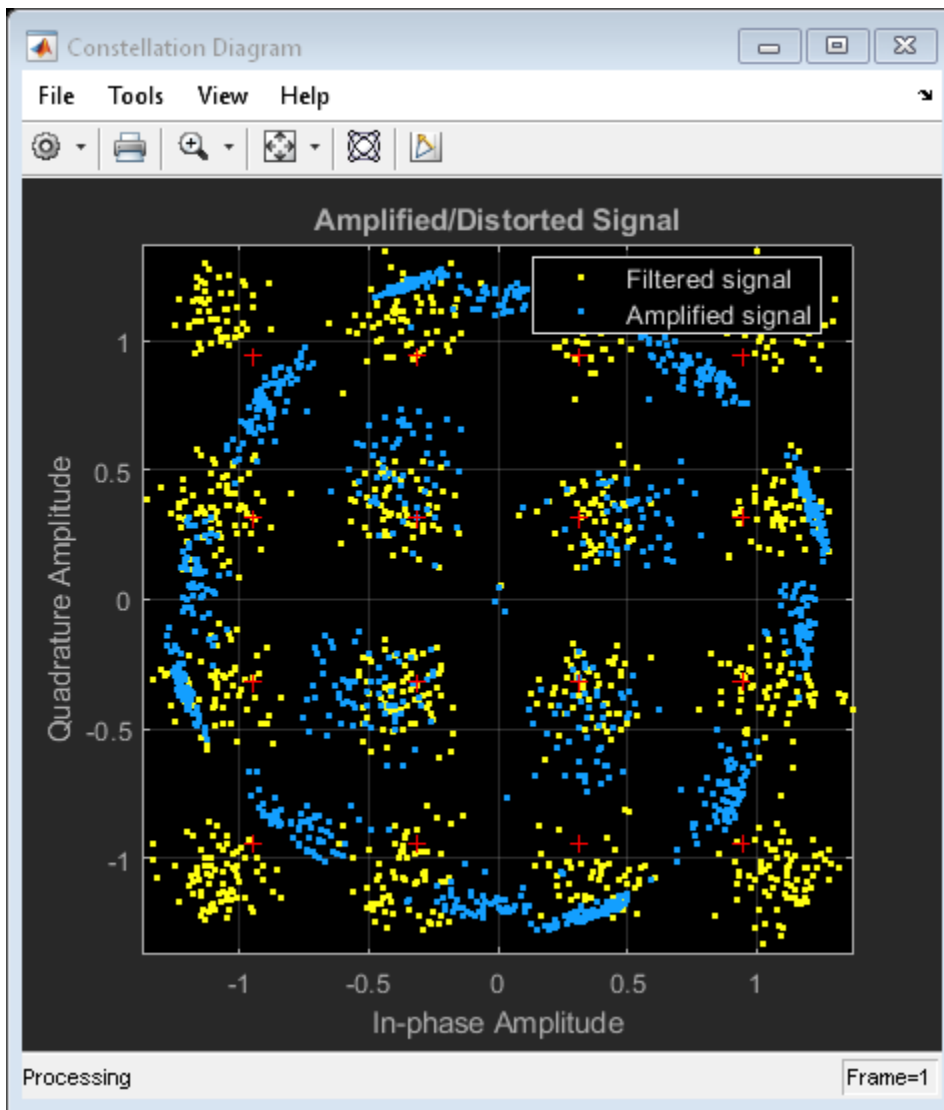 Constellation Diagram
File Tools View Help
Amplified/Distorted Signal
Filtered signal
Amplified signal
1
0.5
0
-0.5
-1
Quadrature Amplitude
-1 -0.5 0 0.5 1
In-phase Amplitude
Processing Frame=1